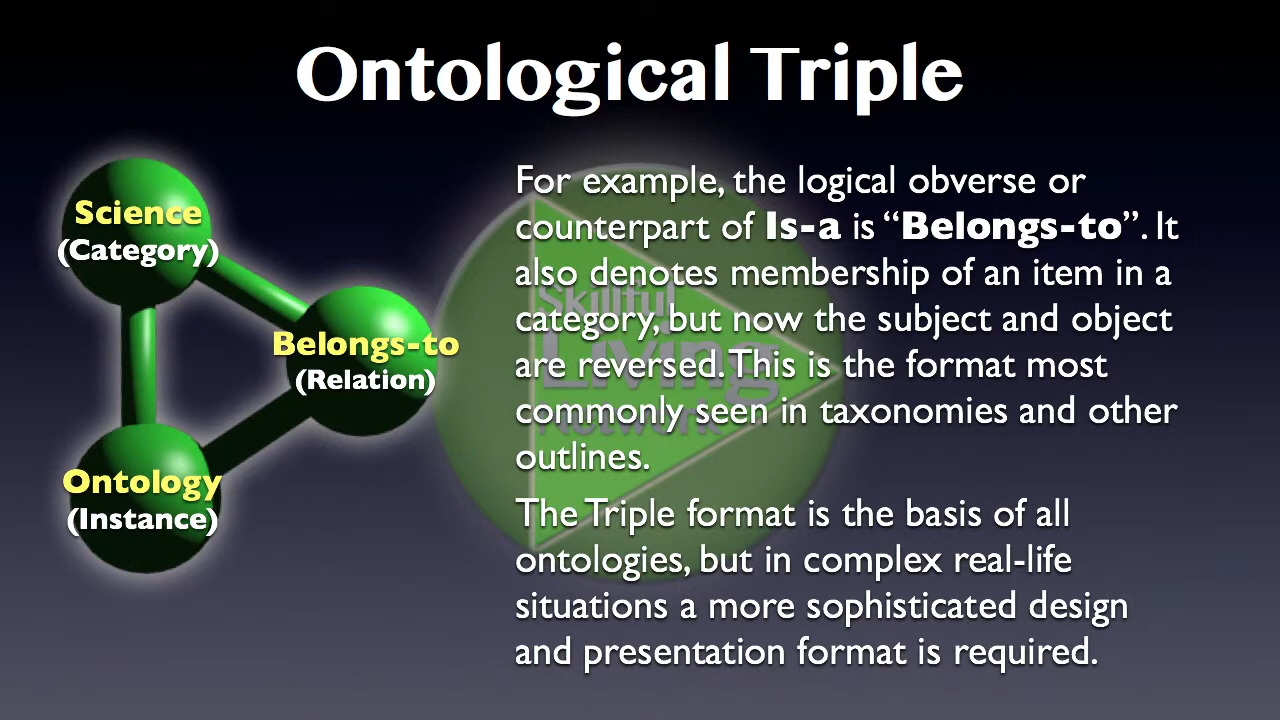 Ontological Triple
Science
(Category)
Belongs-to
(Relation)
Ontology
(Instance)
For example, the logical obverse or
counterpart of Is-a is “Belongs-to”. It
also denotes membership of an item in a
category, but now the subject and object
are reversed. This is the format most
commonly seen in taxonomies and other
outlines.
The Triple format is the basis of all
ontologies, but in complex real-life
situations a more sophisticated design
and presentation format is required.
Skillful
Living
Network